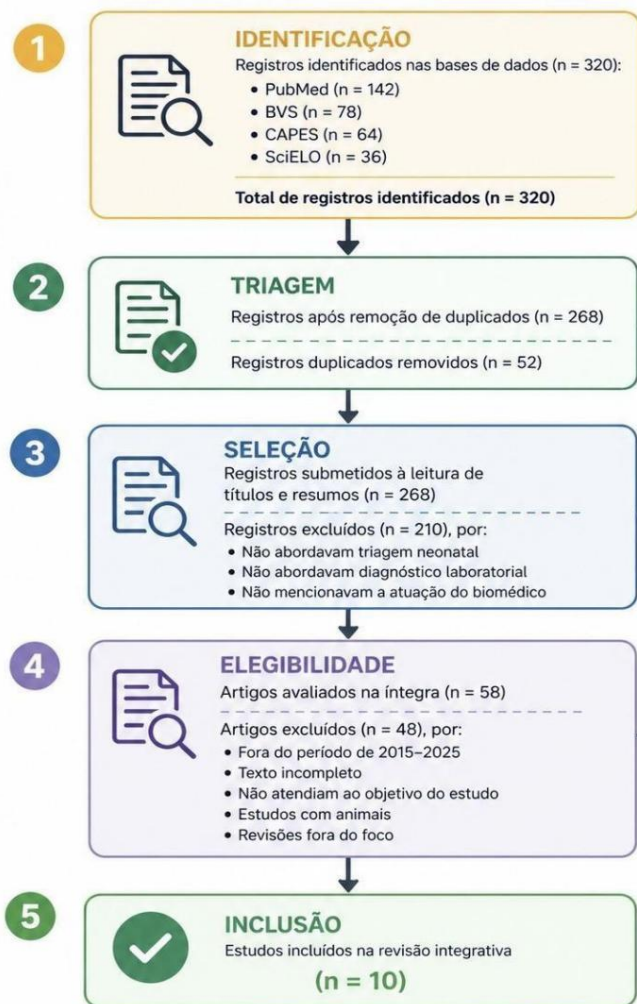 1
IDENTIFICAÇÃO
Registros identificados nas bases de dados (n = 320):
• PubMed (n = 142)
• BVS (n = 78)
• CAPES (n = 64)
• SciELO (n = 36)
Total de registros identificados (n = 320)
2
TRIAGEM
Registros após remoção de duplicados (n = 268)
Registros duplicados removidos (n = 52)
3
SELEÇÃO
Registros submetidos à leitura de
títulos e resumos (n = 268)
Registros excluídos (n = 210), por:
• Não abordavam triagem neonatal
• Não abordavam diagnóstico laboratorial
• Não mencionavam a atuação do biomédico
4
ELEGIBILIDADE
Artigos avaliados na íntegra (n = 58)
Artigos excluídos (n = 48), por:
• Fora do período de 2015–2025
• Texto incompleto
• Não atendiam ao objetivo do estudo
• Estudos com animais
• Revisões fora do foco
5
INCLUSÃO
Estudos incluídos na revisão integrativa
(n = 10)